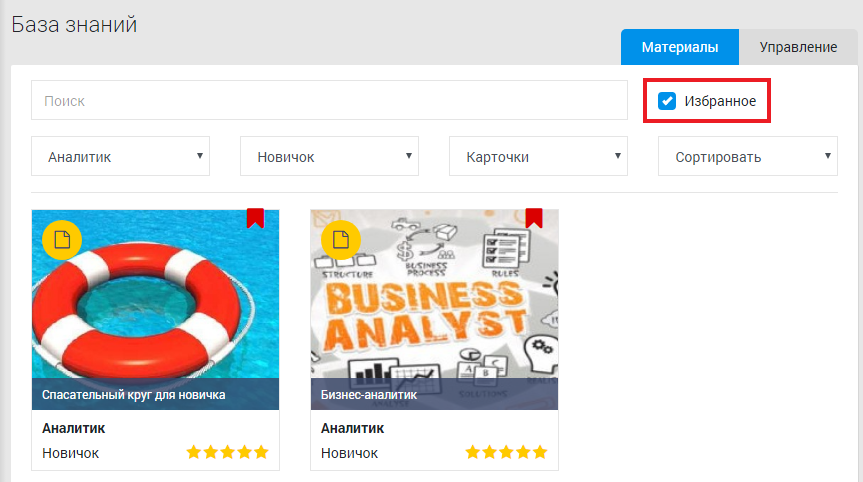 База знаний
Материалы
Управление
Поиск
Избранное
Аналитик
Новичок
Карточки
Сортировать
STRUCTURE
BUSINESS
PROCESS
RULES
BUSINESS
ANALYST
SOLUTIONS
Спасательный круг для новичка
Бизнес-аналитик
Аналитик
Новичок
Аналитик
Новичок